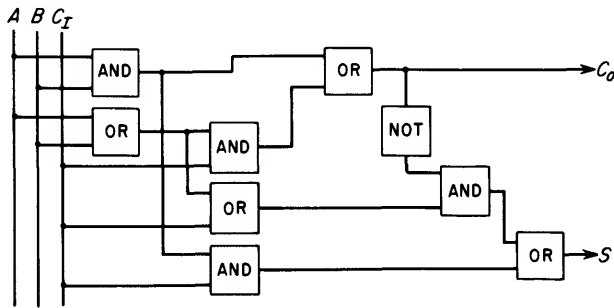 A B C_I
AND
OR
C_o
OR
AND
NOT
OR
AND
AND
OR
S